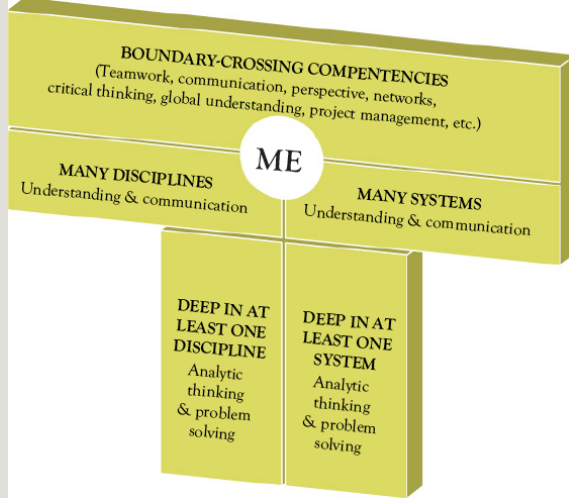 BOUNDARY-CROSSING COMPENTENCIES
(Teamwork, communication, perspective, networks,
critical thinking, global understanding, project management, etc.)
ME
MANY DISCIPLINES
Understanding & communication
MANY SYSTEMS
Understanding & communication
DEEP IN AT
LEAST ONE
DISCIPLINE
Analytic
thinking
& problem
solving
DEEP IN AT
LEAST ONE
SYSTEM
Analytic
thinking
& problem
solving